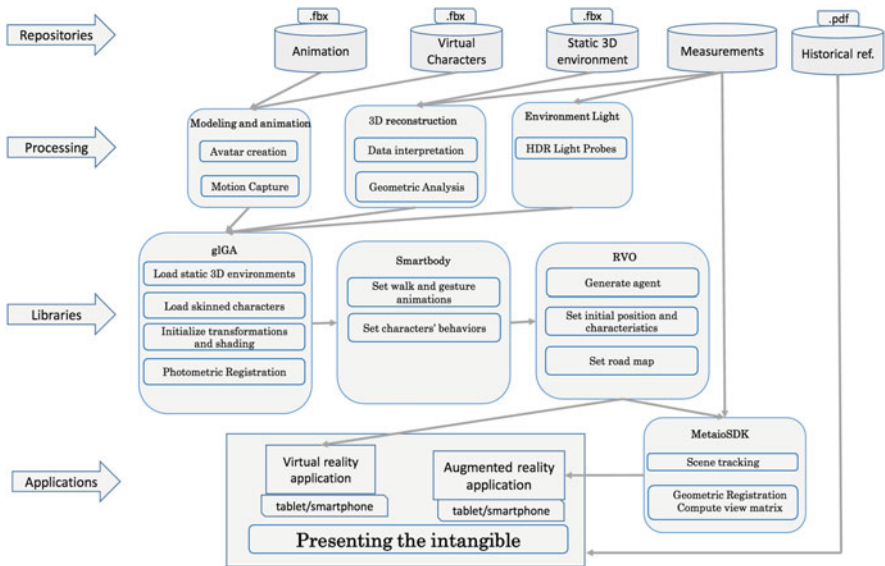 Repositories
.fbx
Animation
.fbx
Virtual
Characters
.fbx
Static 3D
environment
Measurements
.pdf
Historical ref.
Processing
Modeling and animation
Avatar creation
Motion Capture
3D reconstruction
Data interpretation
Geometric Analysis
Environment Light
HDR Light Probes
Libraries
glGA
Load static 3D environments
Load skinned characters
Initialize transformations
and shading
Photometric Registration
Smartbody
Set walk and gesture
animations
Set characters' behaviors
RVO
Generate agent
Set initial position and
characteristics
Set road map
MetaioSDK
Scene tracking
Geometric Registration
Compute view matrix
Applications
Virtual reality
application
tablet/smartphone
Augmented reality
application
tablet/smartphone
Presenting the intangible